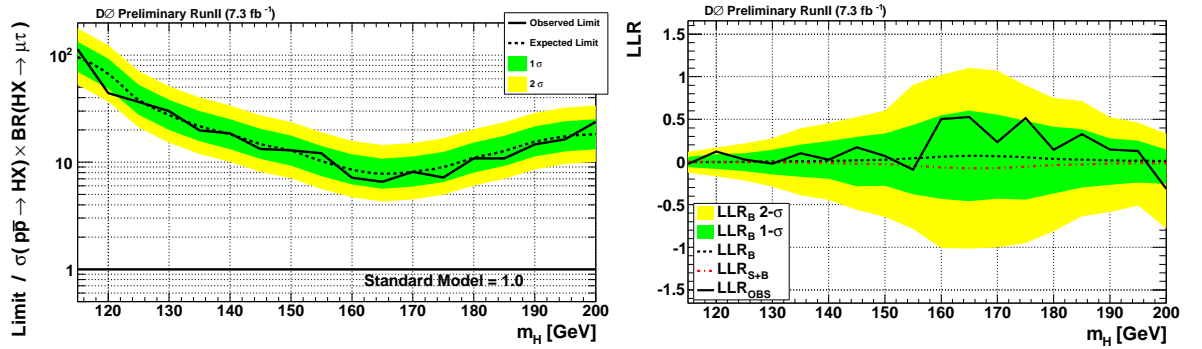 DØ Preliminary RunII (7.3 fb⁻¹)
Limit / σ(pp̅ → HX) × BR(HX → μτ)
10²
10
1
Observed Limit
Expected Limit
1 σ
2 σ
Standard Model = 1.0
120 130 140 150 160 170 180 190 200
m_H [GeV]
DØ Preliminary RunII (7.3 fb⁻¹)
LLR
1.5
1
0.5
0
-0.5
-1
-1.5
LLR_B 2-σ
LLR_B 1-σ
LLR_B
LLR_S+B
LLR_OBS
120 130 140 150 160 170 180 190 200
m_H [GeV]